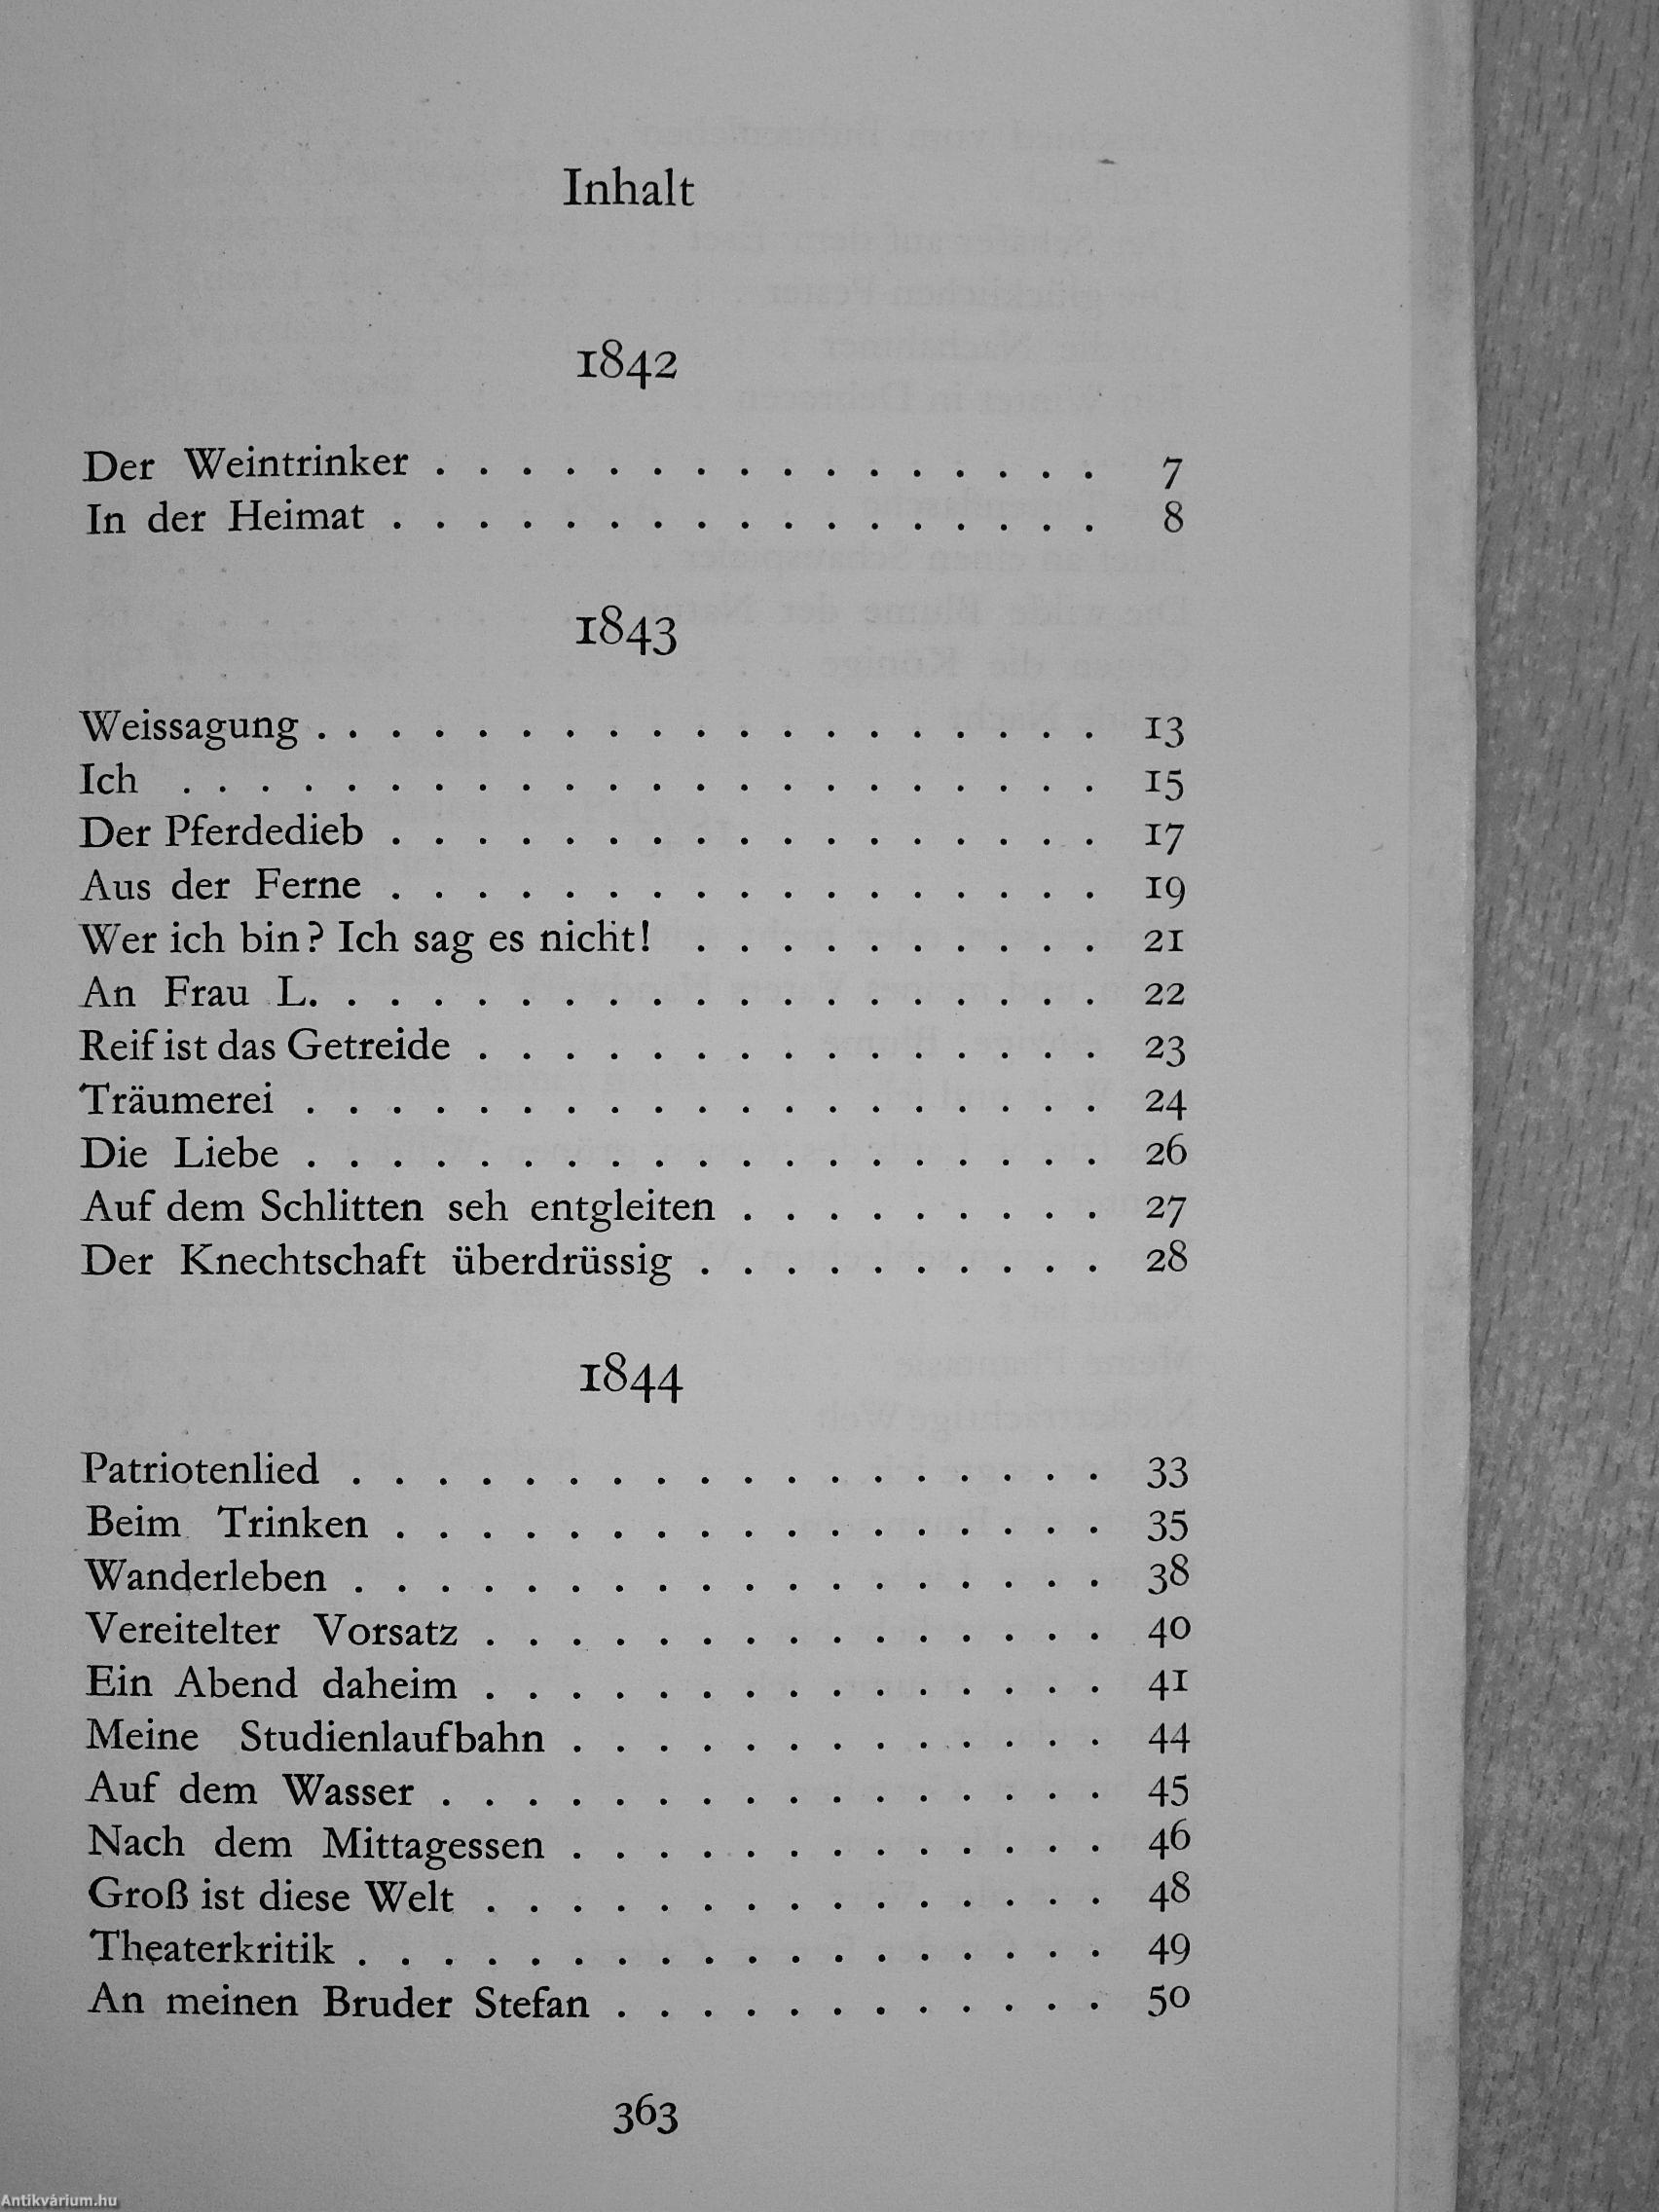 Inhalt
1842
Der Weintrinker . . . . . . . . . . . . . . . . 7
In der Heimat . . . . . . . . . . . . . . . . . 8
1843
Weissagung . . . . . . . . . . . . . . . . . . . 13
Ich . . . . . . . . . . . . . . . . . . . . . . 15
Der Pferdedieb . . . . . . . . . . . . . . . . . 17
Aus der Ferne . . . . . . . . . . . . . . . . . 19
Wer ich bin? Ich sag es nicht! . . . . . . . . . . 21
An Frau L. . . . . . . . . . . . . . . . . . . . 22
Reif ist das Getreide . . . . . . . . . . . . . . . 23
Träumerei . . . . . . . . . . . . . . . . . . . 24
Die Liebe . . . . . . . . . . . . . . . . . . . 26
Auf dem Schlitten seh entgleiten . . . . . . . . . 27
Der Knechtschaft überdrüssig . . . . . . . . . . 28
1844
Patriotenlied . . . . . . . . . . . . . . . . . . 33
Beim Trinken . . . . . . . . . . . . . . . . . 35
Wanderleben . . . . . . . . . . . . . . . . . . 38
Vereitelter Vorsatz . . . . . . . . . . . . . . . 40
Ein Abend daheim . . . . . . . . . . . . . . . 41
Meine Studienlaufbahn . . . . . . . . . . . . . 44
Auf dem Wasser . . . . . . . . . . . . . . . . 45
Nach dem Mittagessen . . . . . . . . . . . . . 46
Groß ist diese Welt . . . . . . . . . . . . . . . 48
Theaterkritik . . . . . . . . . . . . . . . . . . 49
An meinen Bruder Stefan . . . . . . . . . . . . 50
363
Antikvárium.hu